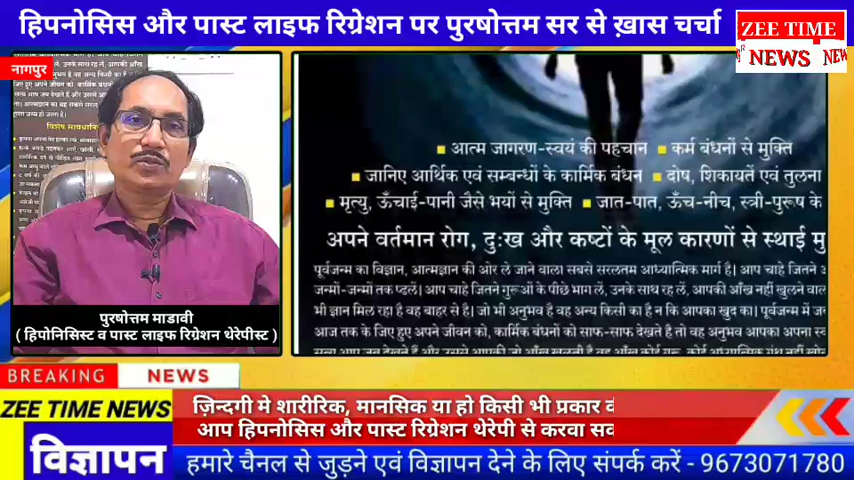 हिपनोसिस और पास्ट लाइफ रिग्रेशन पर पुरषोत्तम सर से ख़ास चर्चा
ZEE TIME
NEWS
NEW
नागपुर
विशेष सावधानि
आत्म जागरण-स्वयं की पहचान ■ कर्म बंधनों से मुक्ति
जानिए आर्थिक एवं सम्बन्धों के कार्मिक बंधन ■ दोष, शिकायतें एवं तुलना
मृत्यु, ऊँचाई-पानी जैसे भयों से मुक्ति ■ जात-पात, ऊँच-नीच, स्त्री-पुरूष के
अपने वर्तमान रोग, दुःख और कष्टों के मूल कारणों से स्थाई मु
पूर्वजन्म का विज्ञान, आत्मज्ञान की ओर ले जाने वाला सबसे सरलतम आध्यात्मिक मार्ग है। आप चाहे जितने
जन्मों-जन्मों तक प्ढलें। आप चाहे जितने गुरूओं के पीछे भाग लें, उनके साथ रह लें, आपकी आँख नहीं खुलने वाल
भी ज्ञान मिल रहा है वह बाहर से है। जो भी अनुभव है वह अन्य किसी का है न कि आपका खुद का। पूर्वजन्म में ज
आज तक के जिए हुए अपने जीवन को, कार्मिक बंधनों को साफ-साफ देखते है तो वह अनुभव आपका अपना स्व
पुरषोत्तम माडावी
( हिपोनिसिस्ट व पास्ट लाइफ रिग्रेशन थेरेपीस्ट )
BREAKING NEWS
ZEE TIME NEWS
ज़िन्दगी मे शारीरिक, मानसिक या हो किसी भी प्रकार
आप हिपनोसिस और पास्ट रिग्रेशन थेरेपी से करवा सक
विज्ञापन
हमारे चैनल से जुड़ने एवं विज्ञापन देने के लिए संपर्क करें - 9673071780